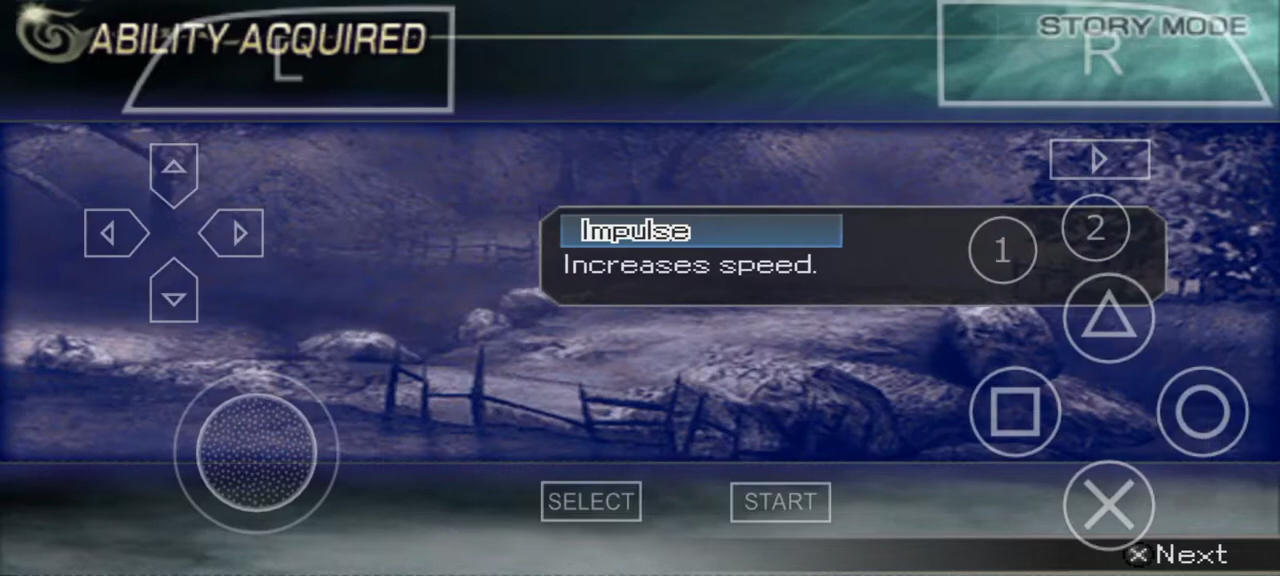 ABILITY ACQUIRED
STORY MODE
L
R
Impulse
Increases speed.
1
2
SELECT
START
Next